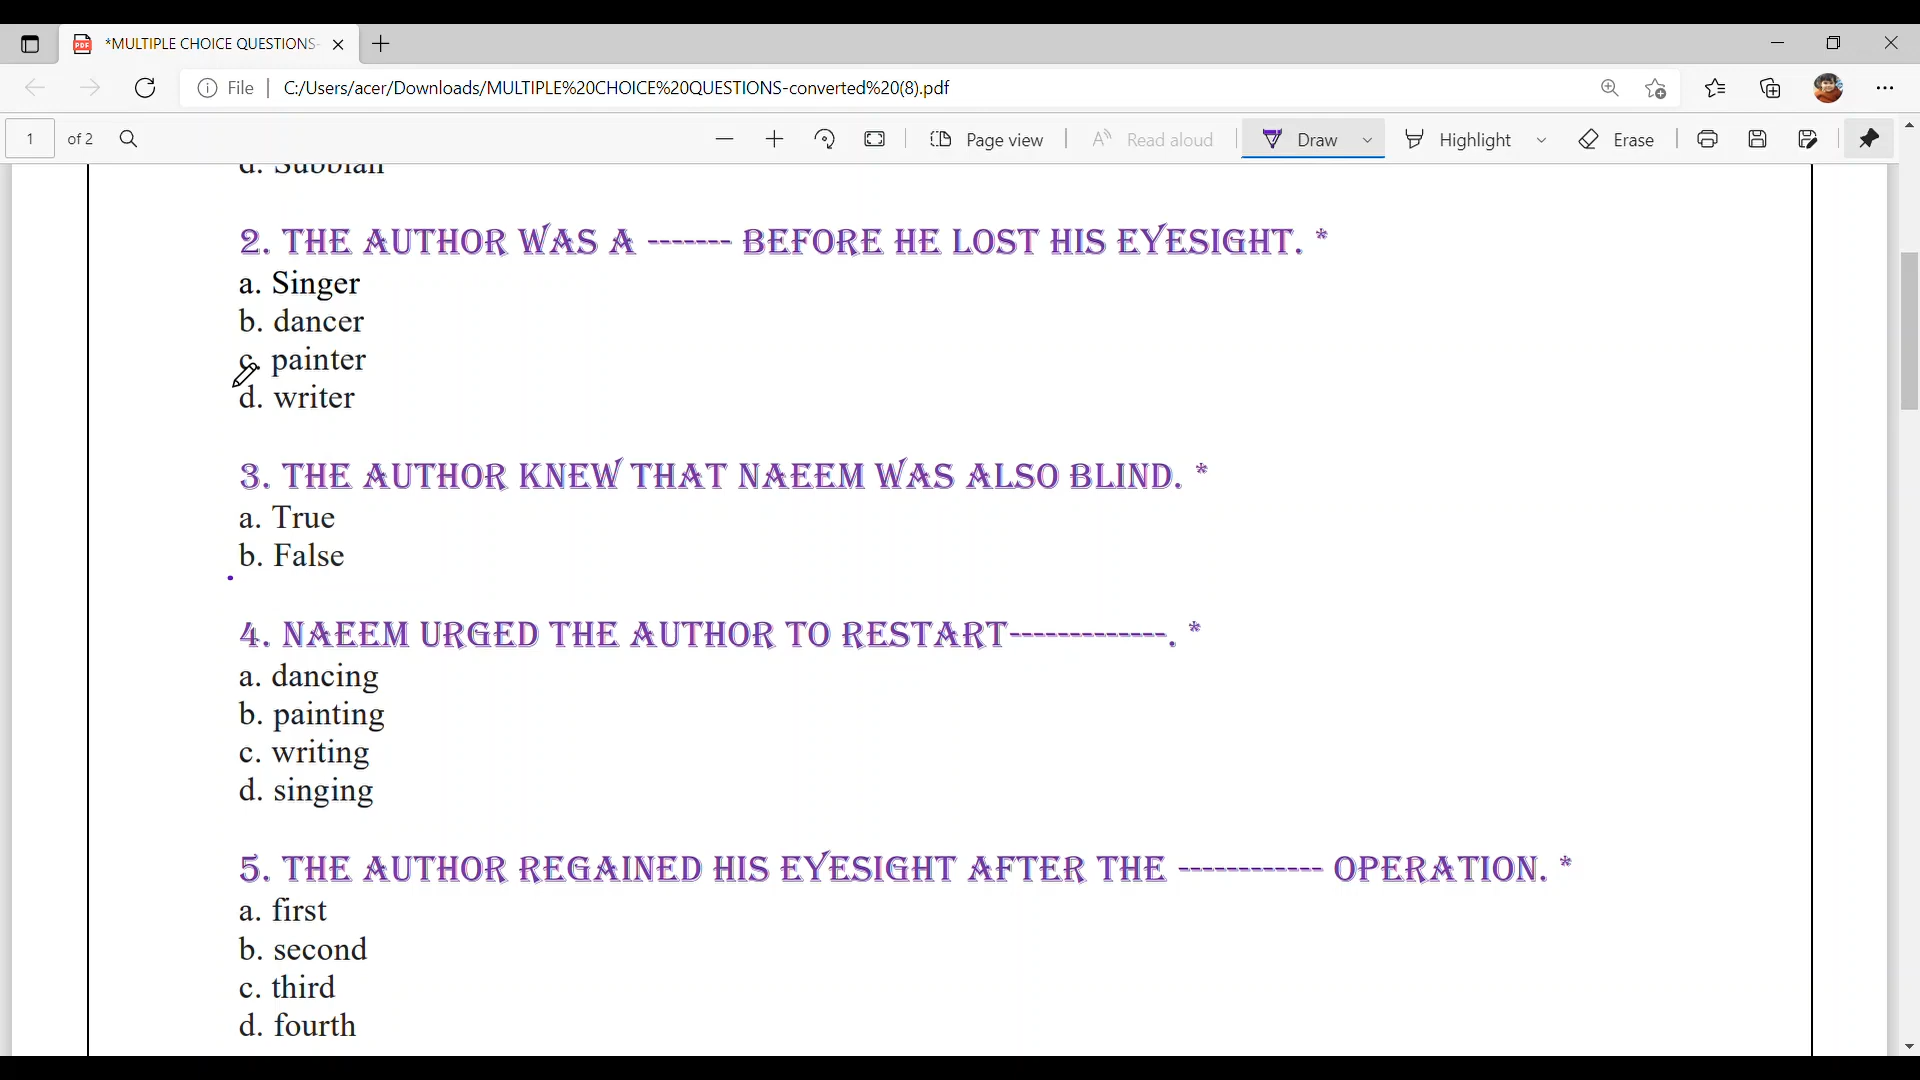 *MULTIPLE CHOICE QUESTIONS-
File | C:/Users/acer/Downloads/MULTIPLE%20CHOICE%20QUESTIONS-converted%20(8).pdf
1 of 2 Page view Read aloud Draw Highlight Erase
d. Subbiah
2. THE AUTHOR WAS A ------- BEFORE HE LOST HIS EYESIGHT. *
a. Singer
b. dancer
c. painter
d. writer
3. THE AUTHOR KNEW THAT NAEEM WAS ALSO BLIND. *
a. True
b. False
4. NAEEM URGED THE AUTHOR TO RESTART-------------. *
a. dancing
b. painting
c. writing
d. singing
5. THE AUTHOR REGAINED HIS EYESIGHT AFTER THE ------------ OPERATION. *
a. first
b. second
c. third
d. fourth